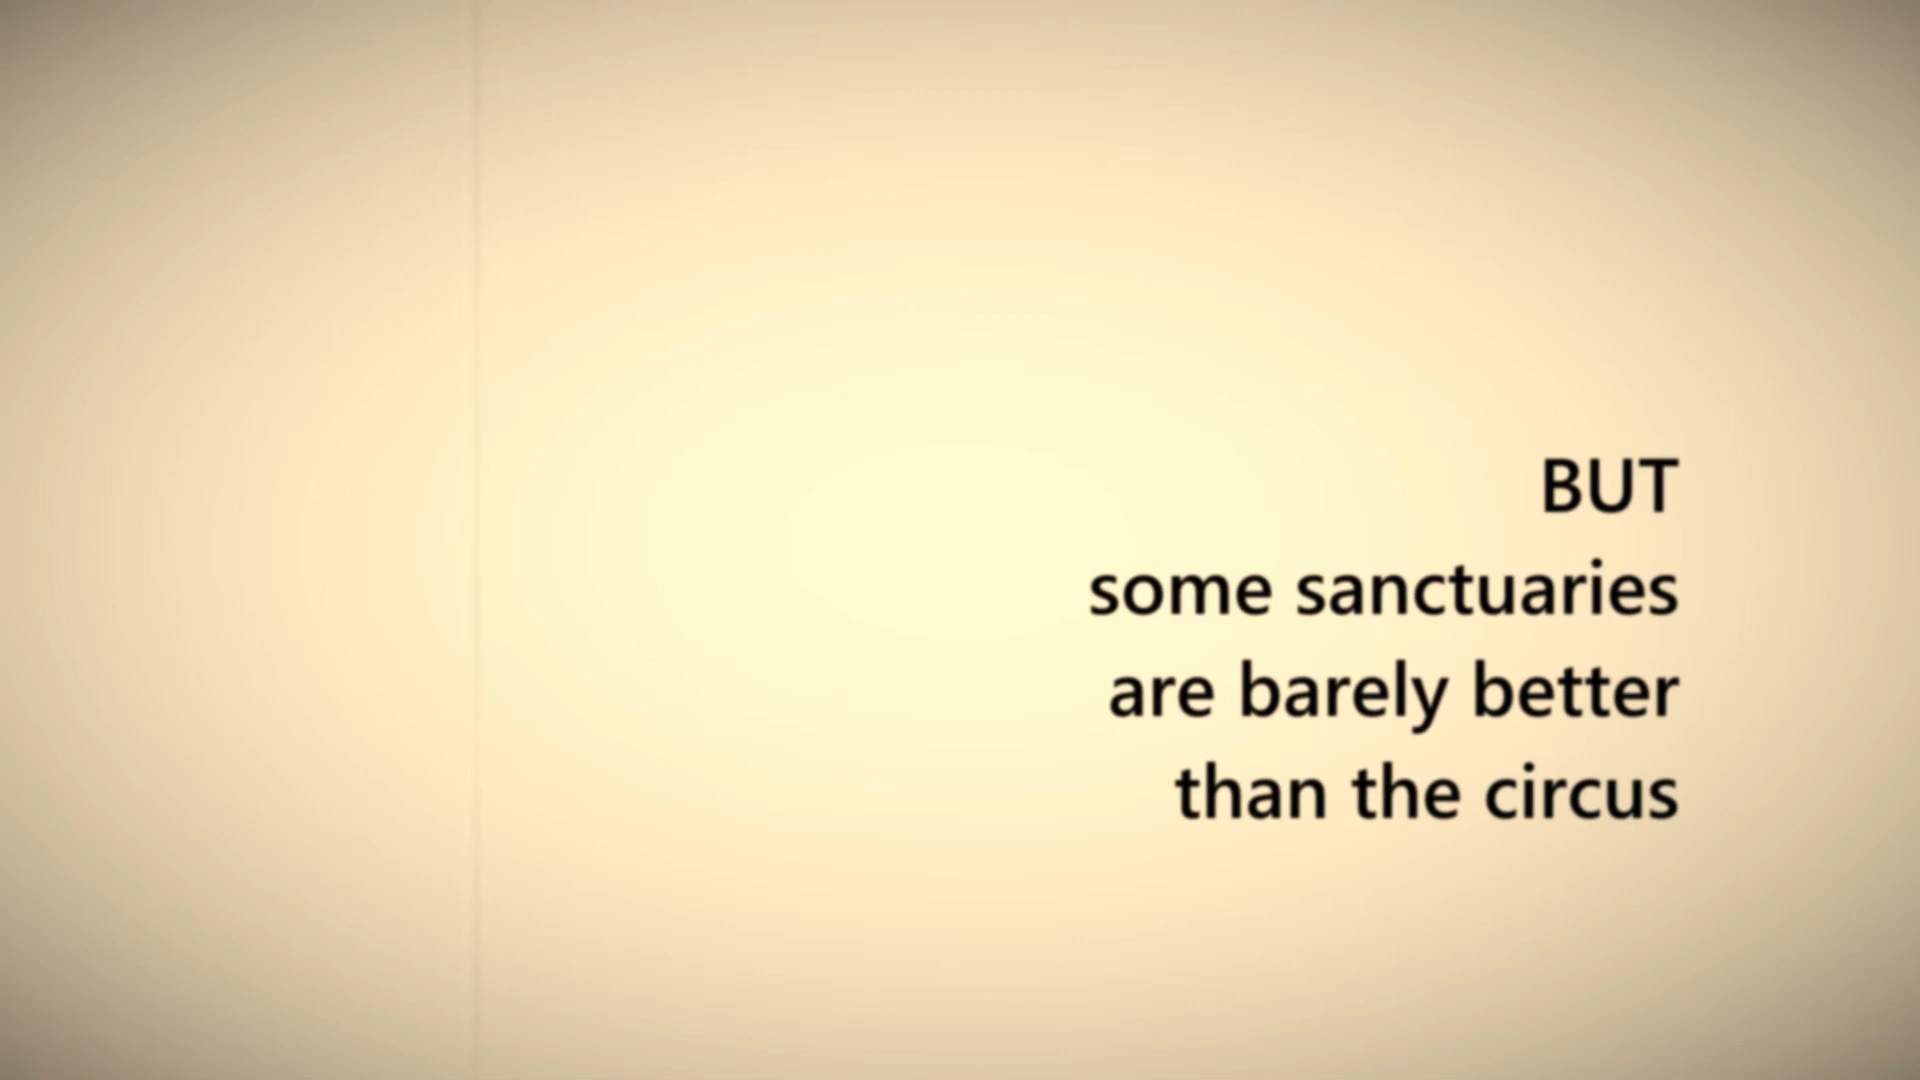 BUT
some sanctuaries
are barely better
than the circus